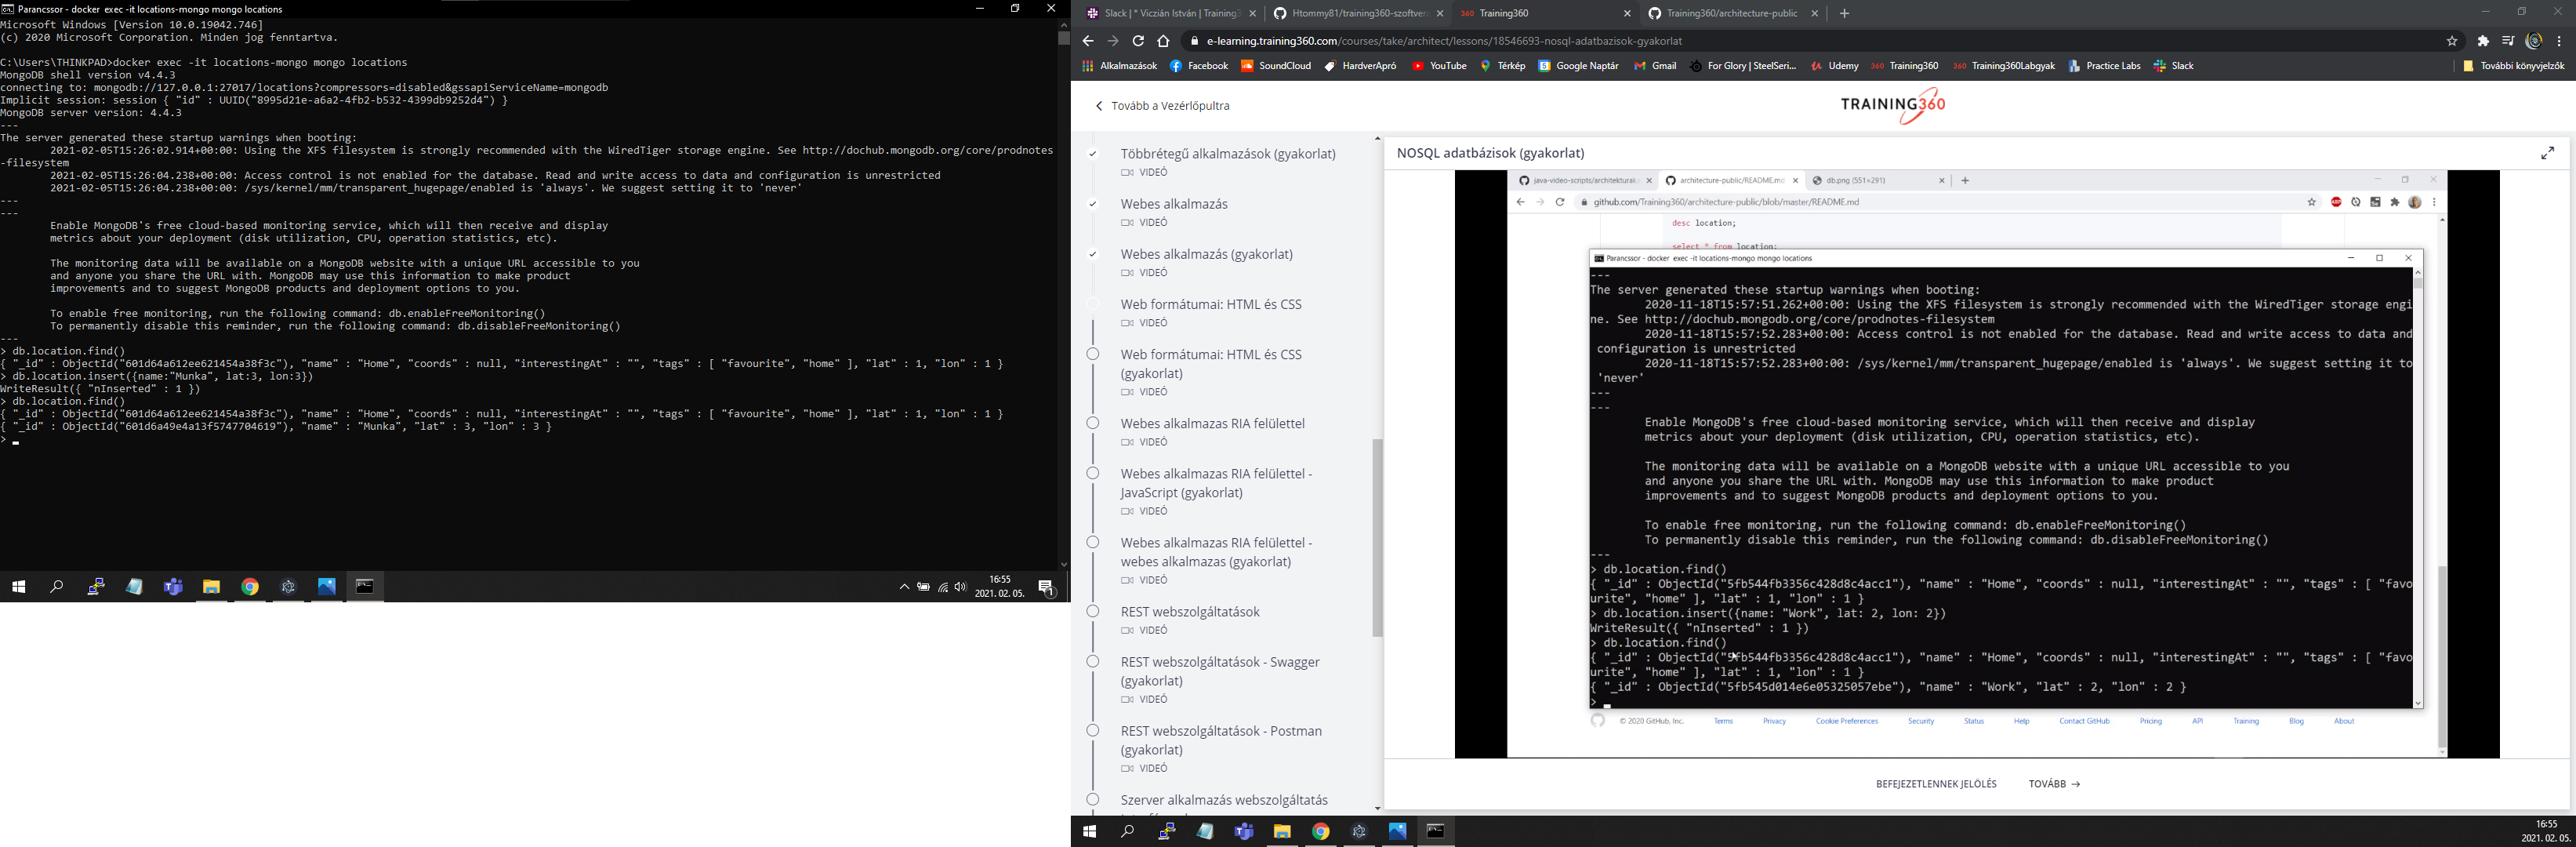 Parancssor - docker exec -it locations-mongo mongo locations
Microsoft Windows [Version 10.0.19042.746]
(c) 2020 Microsoft Corporation. Minden jog fenntartva.
C:\Users\THINKPAD>docker exec -it locations-mongo mongo locations
MongoDB shell version v4.4.3
connecting to: mongodb://127.0.0.1:27017/locations?compressors=disabled&gssapiServiceName=mongodb
Implicit session: session { "id" : UUID("8995d21e-a6a2-4fb2-b532-4399db9252d4") }
MongoDB server version: 4.4.3
---
The server generated these startup warnings when booting:
2021-02-05T15:26:02.914+00:00: Using the XFS filesystem is strongly recommended with the WiredTiger storage engine. See http://dochub.mongodb.org/core/prodnotes
-filesystem
2021-02-05T15:26:04.238+00:00: Access control is not enabled for the database. Read and write access to data and configuration is unrestricted
2021-02-05T15:26:04.238+00:00: /sys/kernel/mm/transparent_hugepage/enabled is 'always'. We suggest setting it to 'never'
---
---
Enable MongoDB's free cloud-based monitoring service, which will then receive and display
metrics about your deployment (disk utilization, CPU, operation statistics, etc).
The monitoring data will be available on a MongoDB website with a unique URL accessible to you
and anyone you share the URL with. MongoDB may use this information to make product
improvements and to suggest MongoDB products and deployment options to you.
To enable free monitoring, run the following command: db.enableFreeMonitoring()
To permanently disable this reminder, run the following command: db.disableFreeMonitoring()
---
> db.location.find()
{ "_id" : ObjectId("601d64a612ee621454a38f3c"), "name" : "Home", "coords" : null, "interestingAt" : "", "tags" : [ "favourite", "home" ], "lat" : 1, "lon" : 1 }
> db.location.insert({name:"Munka", lat:3, lon:3})
WriteResult({ "nInserted" : 1 })
> db.location.find()
{ "_id" : ObjectId("601d64a612ee621454a38f3c"), "name" : "Home", "coords" : null, "interestingAt" : "", "tags" : [ "favourite", "home" ], "lat" : 1, "lon" : 1 }
{ "_id" : ObjectId("601d6a49e4a13f5747704619"), "name" : "Munka", "lat" : 3, "lon" : 3 }
>
16:55
2021. 02. 05.
1
Slack | * Viczián István | Training3
Htommy81/training360-szoftver
360 Training360
Training360/architecture-public
e-learning.training360.com/courses/take/architect/lessons/18546693-nosql-adatbazisok-gyakorlat
Alkalmazások Facebook SoundCloud HardverApró YouTube Térkép Google Naptár Gmail For Glory | SteelSeri... Udemy 360 Training360 360 Training360Labgyak Practice Labs Slack További könyvjelzők
Tovább a Vezérlőpultra
TRAINING360
Többrétegű alkalmazások (gyakorlat)
VIDEÓ
Webes alkalmazás
VIDEÓ
Webes alkalmazás (gyakorlat)
VIDEÓ
Web formátumai: HTML és CSS
VIDEÓ
Web formátumai: HTML és CSS
(gyakorlat)
VIDEÓ
Webes alkalmazas RIA felülettel
VIDEÓ
Webes alkalmazas RIA felülettel -
JavaScript (gyakorlat)
VIDEÓ
Webes alkalmazas RIA felülettel -
webes alkalmazas (gyakorlat)
VIDEÓ
REST webszolgáltatások
VIDEÓ
REST webszolgáltatások - Swagger
(gyakorlat)
VIDEÓ
REST webszolgáltatások - Postman
(gyakorlat)
VIDEÓ
Szerver alkalmazás webszolgáltatás
NOSQL adatbázisok (gyakorlat)
java-video-scripts/architekturak
architecture-public/README.md
db.png (551×291)
github.com/Training360/architecture-public/blob/master/README.md
desc location;
select * from location;
Parancssor - docker exec -it locations-mongo mongo locations
---
The server generated these startup warnings when booting:
2020-11-18T15:57:51.262+00:00: Using the XFS filesystem is strongly recommended with the WiredTiger storage engi
ne. See http://dochub.mongodb.org/core/prodnotes-filesystem
2020-11-18T15:57:52.283+00:00: Access control is not enabled for the database. Read and write access to data and
configuration is unrestricted
2020-11-18T15:57:52.283+00:00: /sys/kernel/mm/transparent_hugepage/enabled is 'always'. We suggest setting it to
'never'
---
---
Enable MongoDB's free cloud-based monitoring service, which will then receive and display
metrics about your deployment (disk utilization, CPU, operation statistics, etc).
The monitoring data will be available on a MongoDB website with a unique URL accessible to you
and anyone you share the URL with. MongoDB may use this information to make product
improvements and to suggest MongoDB products and deployment options to you.
To enable free monitoring, run the following command: db.enableFreeMonitoring()
To permanently disable this reminder, run the following command: db.disableFreeMonitoring()
---
> db.location.find()
{ "_id" : ObjectId("5fb544fb3356c428d8c4acc1"), "name" : "Home", "coords" : null, "interestingAt" : "", "tags" : [ "favo
urite", "home" ], "lat" : 1, "lon" : 1 }
> db.location.insert({name: "Work", lat: 2, lon: 2})
WriteResult({ "nInserted" : 1 })
> db.location.find()
{ "_id" : ObjectId("5fb544fb3356c428d8c4acc1"), "name" : "Home", "coords" : null, "interestingAt" : "", "tags" : [ "favo
urite", "home" ], "lat" : 1, "lon" : 1 }
{ "_id" : ObjectId("5fb545d014e6e05325057ebe"), "name" : "Work", "lat" : 2, "lon" : 2 }
>
© 2020 GitHub, Inc. Terms Privacy Cookie Preferences Security Status Help Contact GitHub Pricing API Training Blog About
BEFEJEZETLENNEK JELÖLÉS
TOVÁBB →
16:55
2021. 02. 05.